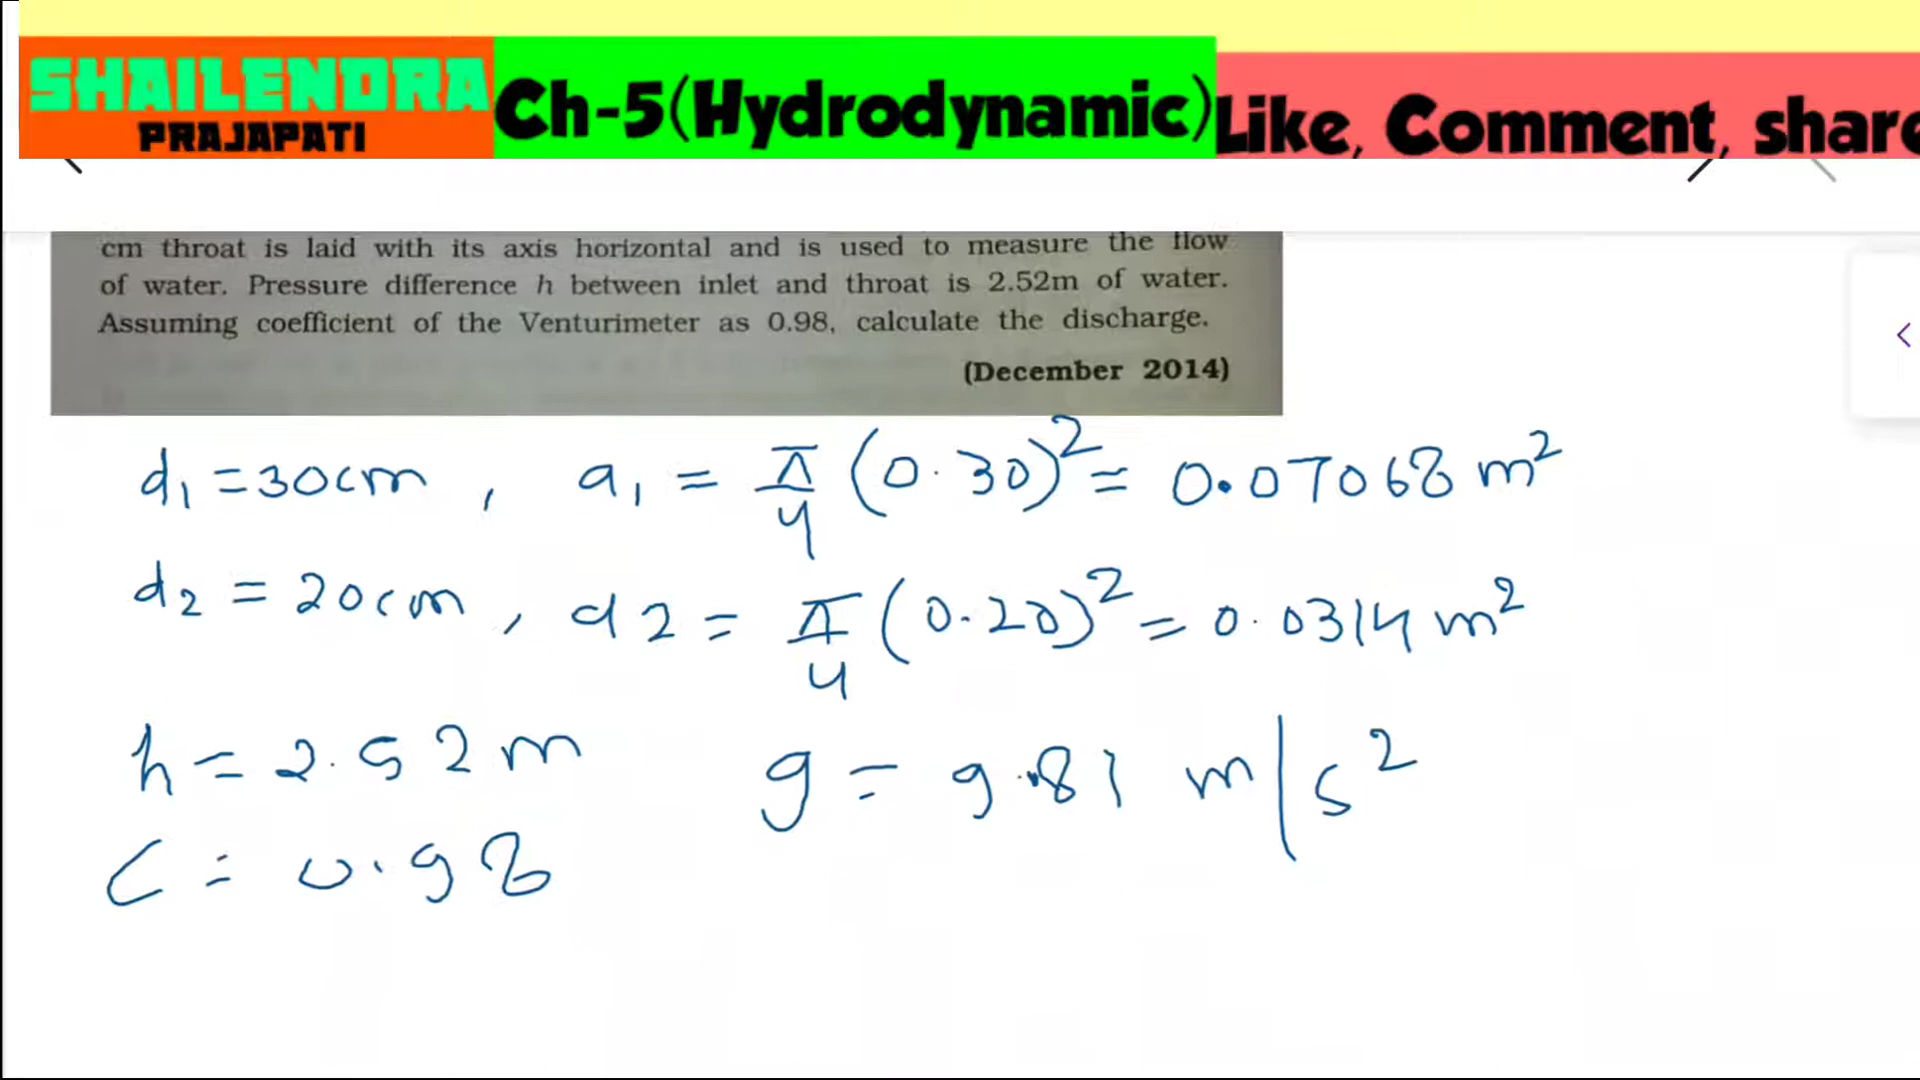 SHAILENDRA
PRAJAPATI
Ch-5(Hydrodynamic)
Like, Comment, share
cm throat is laid with its axis horizontal and is used to measure the flow
of water. Pressure difference h between inlet and throat is 2.52m of water.
Assuming coefficient of the Venturimeter as 0.98, calculate the discharge.
(December 2014)
d₁ = 30cm , a₁ = π/4 (0.30)² = 0.07068 m²
d₂ = 20cm , a2 = π/4 (0.20)² = 0.0314 m²
h = 2.52 m g = 9.81 m/s²
C = 0.98